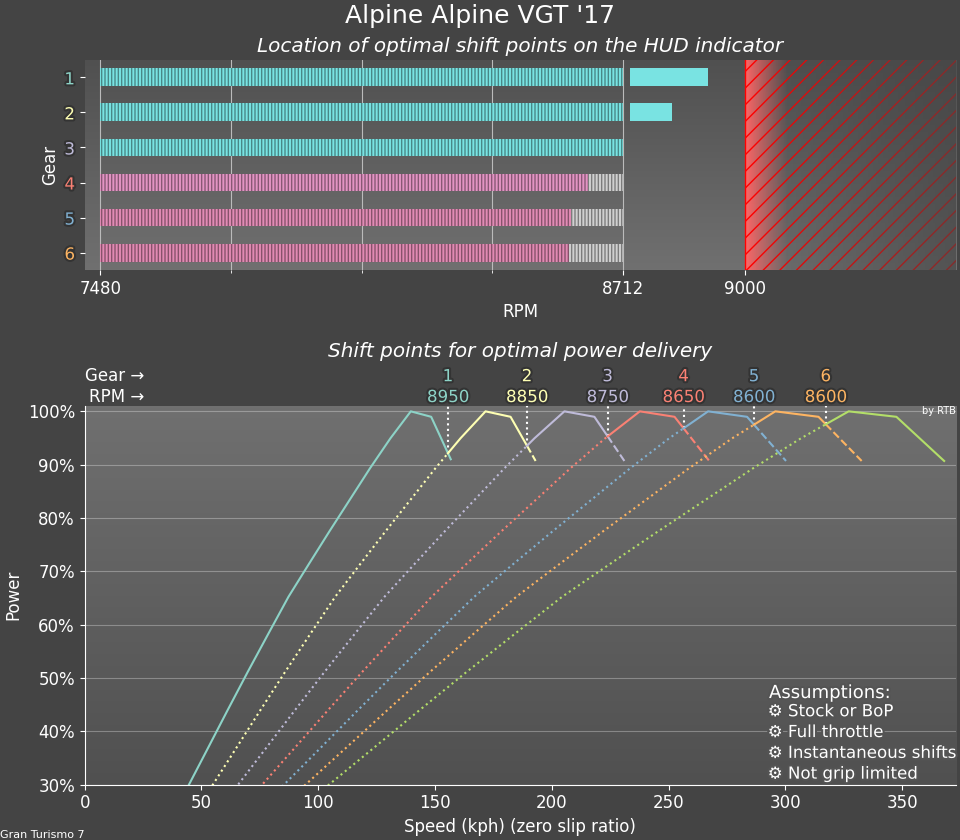 Alpine Alpine VGT '17
Location of optimal shift points on the HUD indicator
Gear
1
2
3
4
5
6
7480 8712 9000
RPM
Shift points for optimal power delivery
Gear → 1 2 3 4 5 6
RPM → 8950 8850 8750 8650 8600 8600
by RTB
Power
100%
90%
80%
70%
60%
50%
40%
30%
Assumptions:
⚙ Stock or BoP
⚙ Full throttle
⚙ Instantaneous shifts
⚙ Not grip limited
0 50 100 150 200 250 300 350
Speed (kph) (zero slip ratio)
Gran Turismo 7